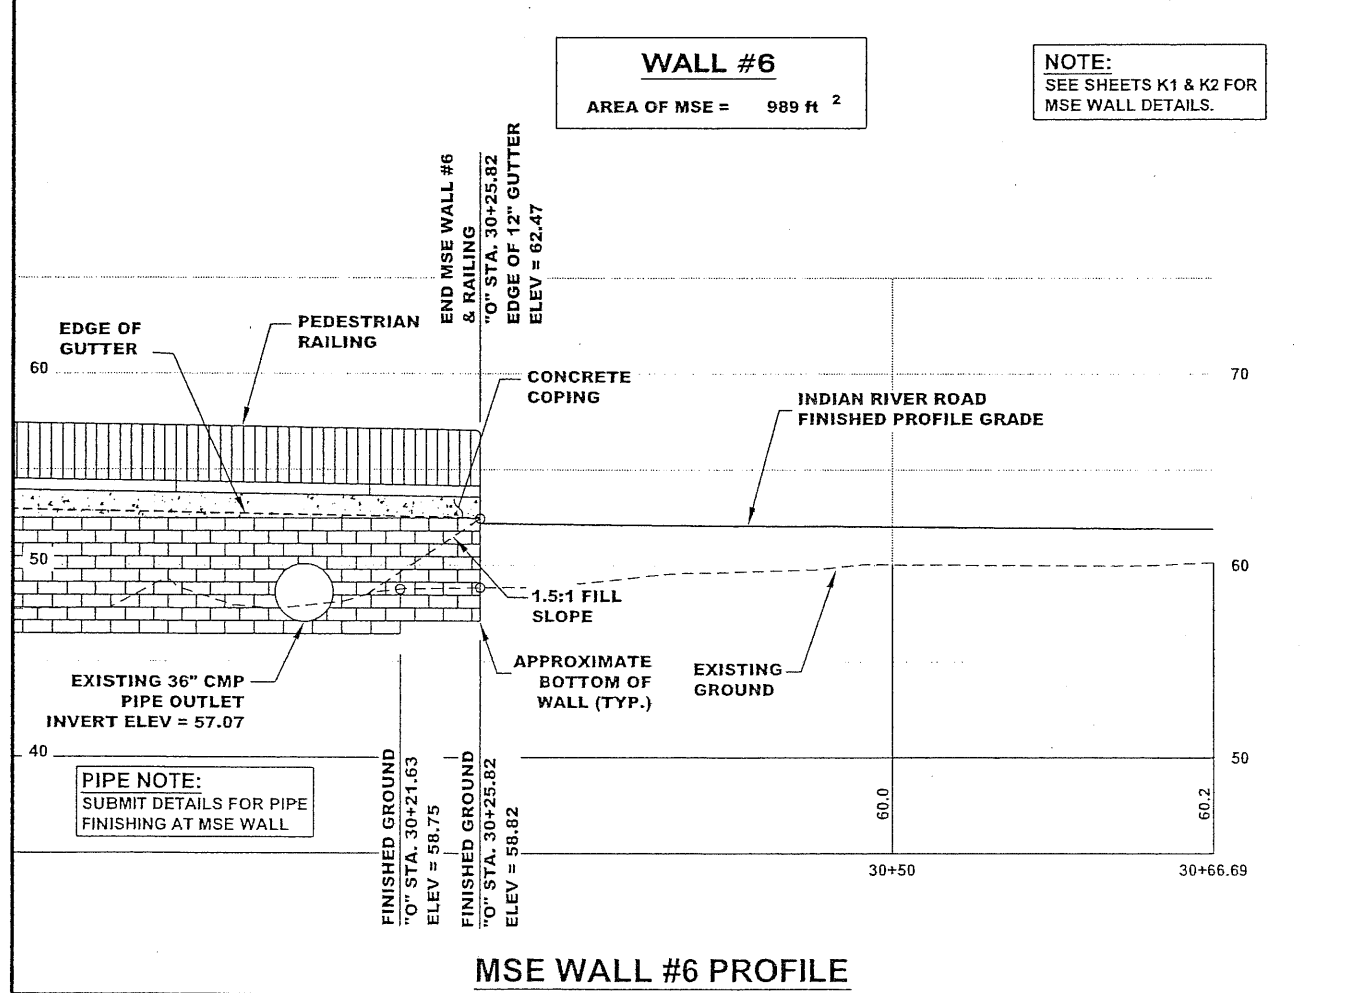 WALL #6
AREA OF MSE = 989 ft 2
NOTE:
SEE SHEETS K1 & K2 FOR
MSE WALL DETAILS.
END MSE WALL #6
& RAILING
"O" STA. 30+25.82
EDGE OF 12" GUTTER
ELEV = 62.47
EDGE OF
GUTTER
PEDESTRIAN
RAILING
60
70
CONCRETE
COPING
INDIAN RIVER ROAD
FINISHED PROFILE GRADE
50
60
1.5:1 FILL
SLOPE
APPROXIMATE
BOTTOM OF
WALL (TYP.)
EXISTING
GROUND
EXISTING 36" CMP
PIPE OUTLET
INVERT ELEV = 57.07
40
50
PIPE NOTE:
SUBMIT DETAILS FOR PIPE
FINISHING AT MSE WALL
FINISHED GROUND
"O" STA. 30+21.63
ELEV = 58.75
FINISHED GROUND
"O" STA. 30+25.82
ELEV = 58.82
60.0
60.2
30+50
30+66.69
MSE WALL #6 PROFILE